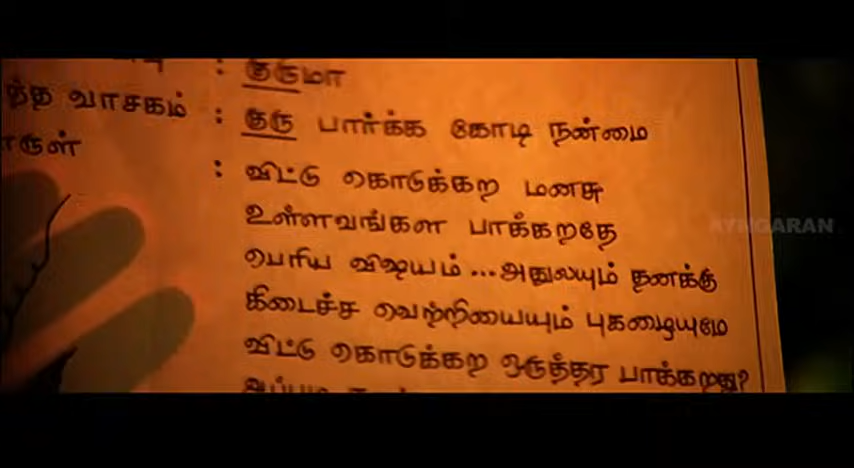 : குருமா
த்த வாசகம் : குரு பார்க்க கோடி நன்மை
ாருள் : விட்டு கொடுக்கற மனசு
உள்ளவங்கள பாக்கறதே
பெரிய விஷயம்...அதுலயும் தனக்கு
கிடைச்ச வெற்றியையும் புகழையுமே
விட்டு கொடுக்கற ஒருத்தர பாக்கறது?
AYNGARAN